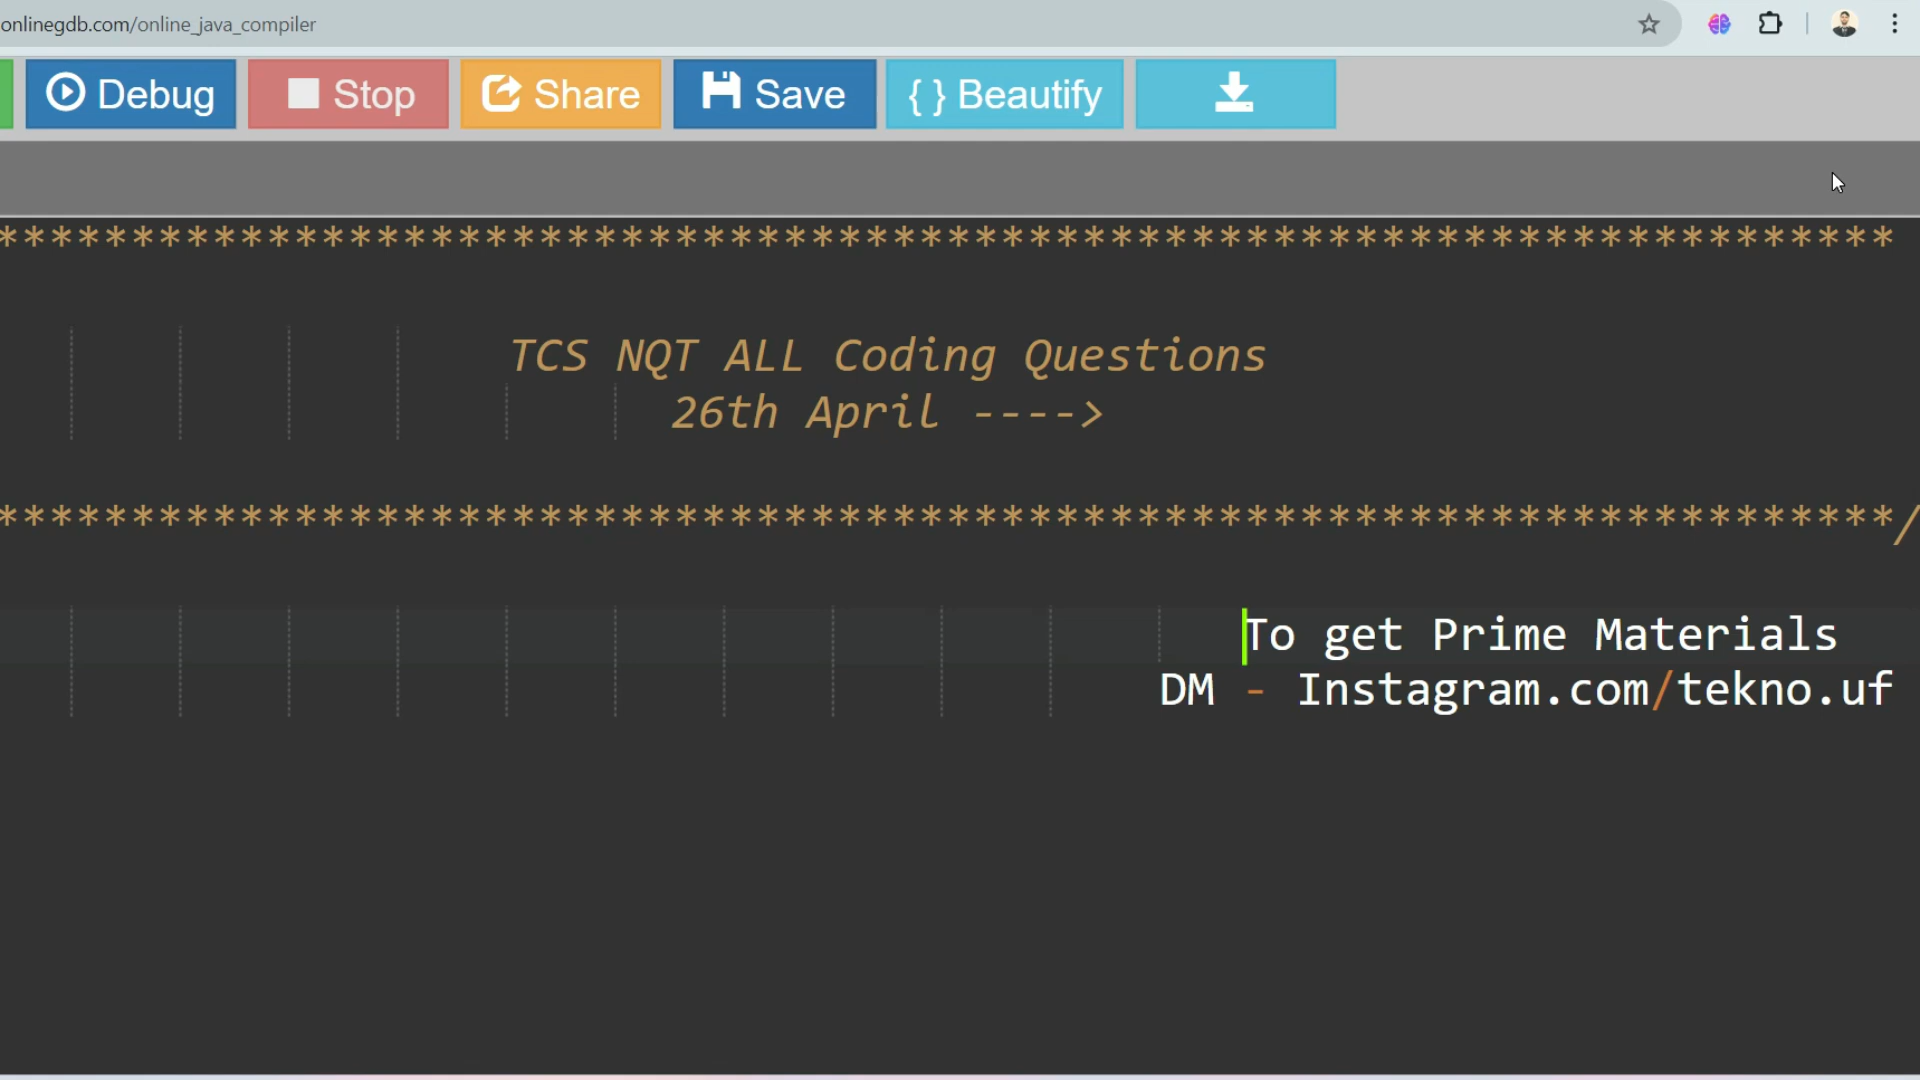 onlinegdb.com/online_java_compiler
Debug Stop Share Save { } Beautify
*********************************************************************
TCS NQT ALL Coding Questions
26th April ---->
**********************************************************************/
To get Prime Materials
DM - Instagram.com/tekno.uf